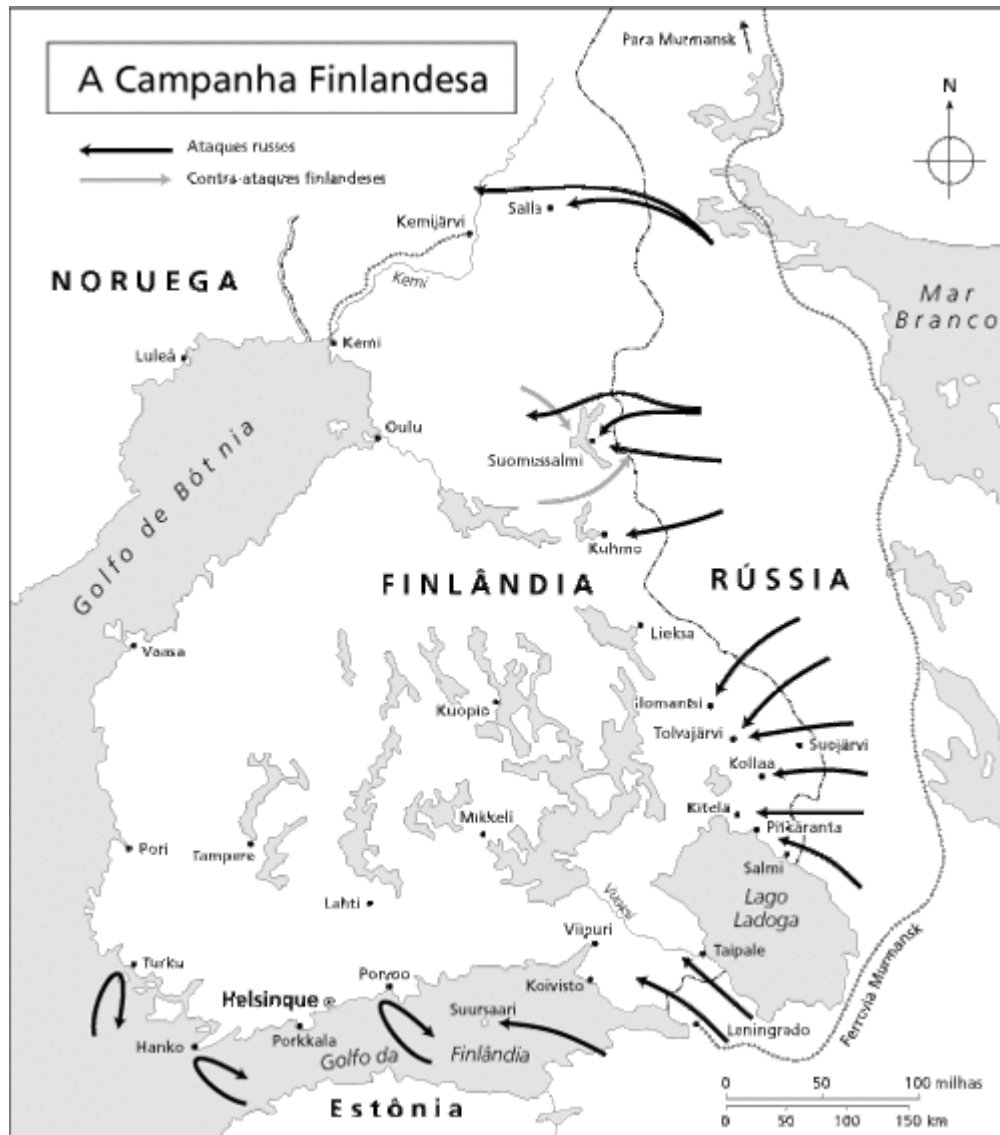 Para Murmansk
A Campanha Finlandesa
N
Ataques russos
Contra-ataques finlandeses
Salla
Kemijärvi
Kemi
NORUEGA
Mar
Branco
Luleå
Kemi
Oulu
Suomussalmi
Golfo de Bótnia
Kuhmo
FINLÂNDIA
RÚSSIA
Lieksa
Vaasa
Ilomantsi
Kuopio
Tolvajärvi
Suojärvi
Kollaa
Kitela
Mikkeli
Pitkäranta
Pori
Tampere
Salmi
Lahti
Lago
Ladoga
Vuoksi
Viipuri
Taipale
Turku
Porvoo
Koivisto
Ferrovia Murmansk
Helsinque
Suursaari
Leningrado
Hanko
Porkkala
Golfo da
Finlândia
Estônia
0 50 100 milhas
0 50 100 150 km